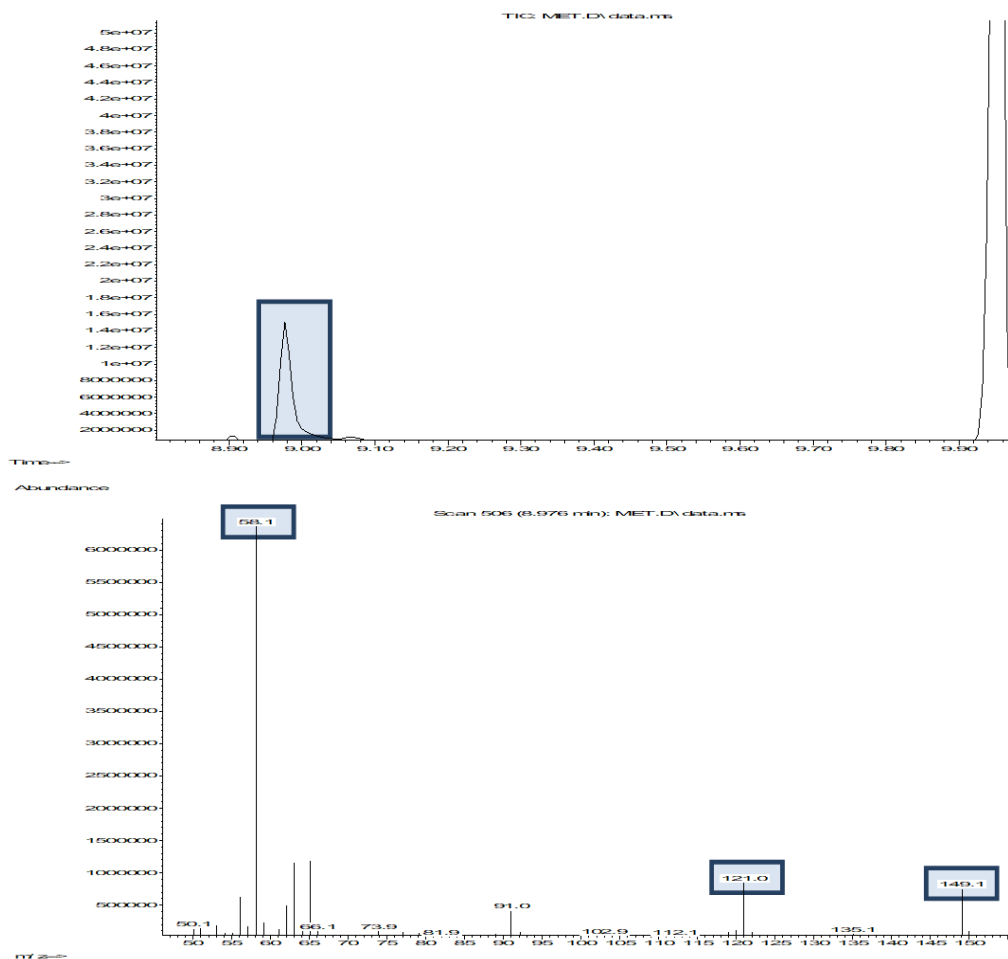 TIC: MET.D\data.ms
5e+07
4.8e+07
4.6e+07
4.4e+07
4.2e+07
4e+07
3.8e+07
3.6e+07
3.4e+07
3.2e+07
3e+07
2.8e+07
2.6e+07
2.4e+07
2.2e+07
2e+07
1.8e+07
1.6e+07
1.4e+07
1.2e+07
1e+07
8000000
6000000
4000000
2000000
8.90 9.00 9.10 9.20 9.30 9.40 9.50 9.60 9.70 9.80 9.90
Time-->
Abundance
Scan 506 (8.976 min): MET.D\data.ms
58.1
6000000
5500000
5000000
4500000
4000000
3500000
3000000
2500000
2000000
1500000
1000000
500000
121.0
149.1
91.0
50.1 66.1 73.9 81.9 102.9 112.1 135.1
50 55 60 65 70 75 80 85 90 95 100 105 110 115 120 125 130 135 140 145 150
m/z-->